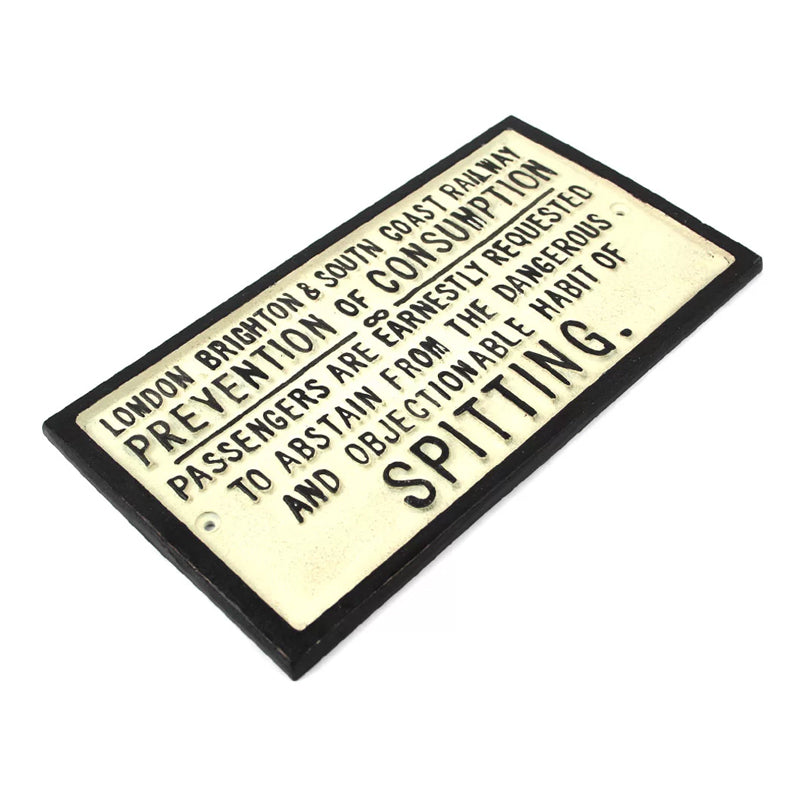 LONDON BRIGHTON & SOUTH COAST RAILWAY
PREVENTION OF CONSUMPTION
∞
PASSENGERS ARE EARNESTLY REQUESTED
TO ABSTAIN FROM THE DANGEROUS
AND OBJECTIONABLE HABIT OF
SPITTING.